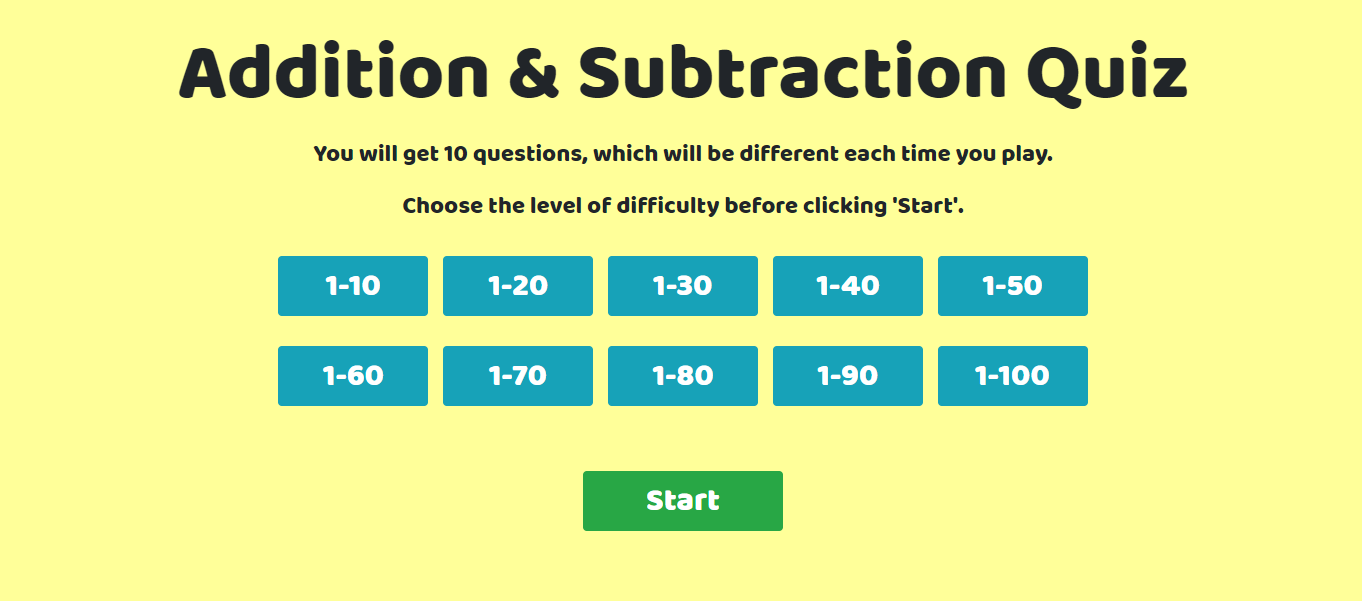 Addition & Subtraction Quiz
You will get 10 questions, which will be different each time you play.
Choose the level of difficulty before clicking 'Start'.
1-10 1-20 1-30 1-40 1-50
1-60 1-70 1-80 1-90 1-100
Start